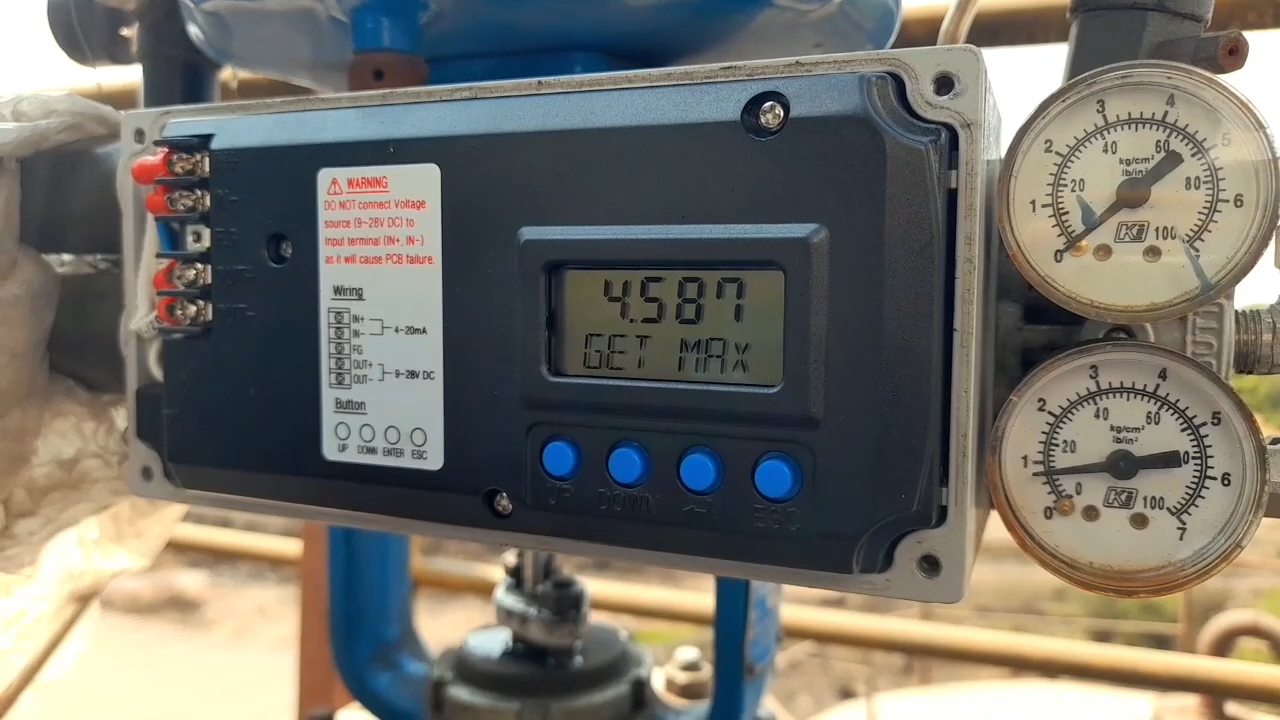 WARNING
DO NOT connect Voltage
source (9~28V DC) to
Input terminal (IN+, IN-)
as it will cause PCB failure.
Wiring
IN+
IN-
4~20mA
FG
OUT+
OUT-
9~28V DC
Button
UP DOWN ENTER ESC
4.587
GET MAX
UP DOWN ESC
0 1 2 3 4 5 6
20 40 60 80 100
kg/cm²
lb/in²
Ki
0 1 2 3 4 5 6 7
0 20 40 60 100
kg/cm²
lb/in²
Ki
OUT